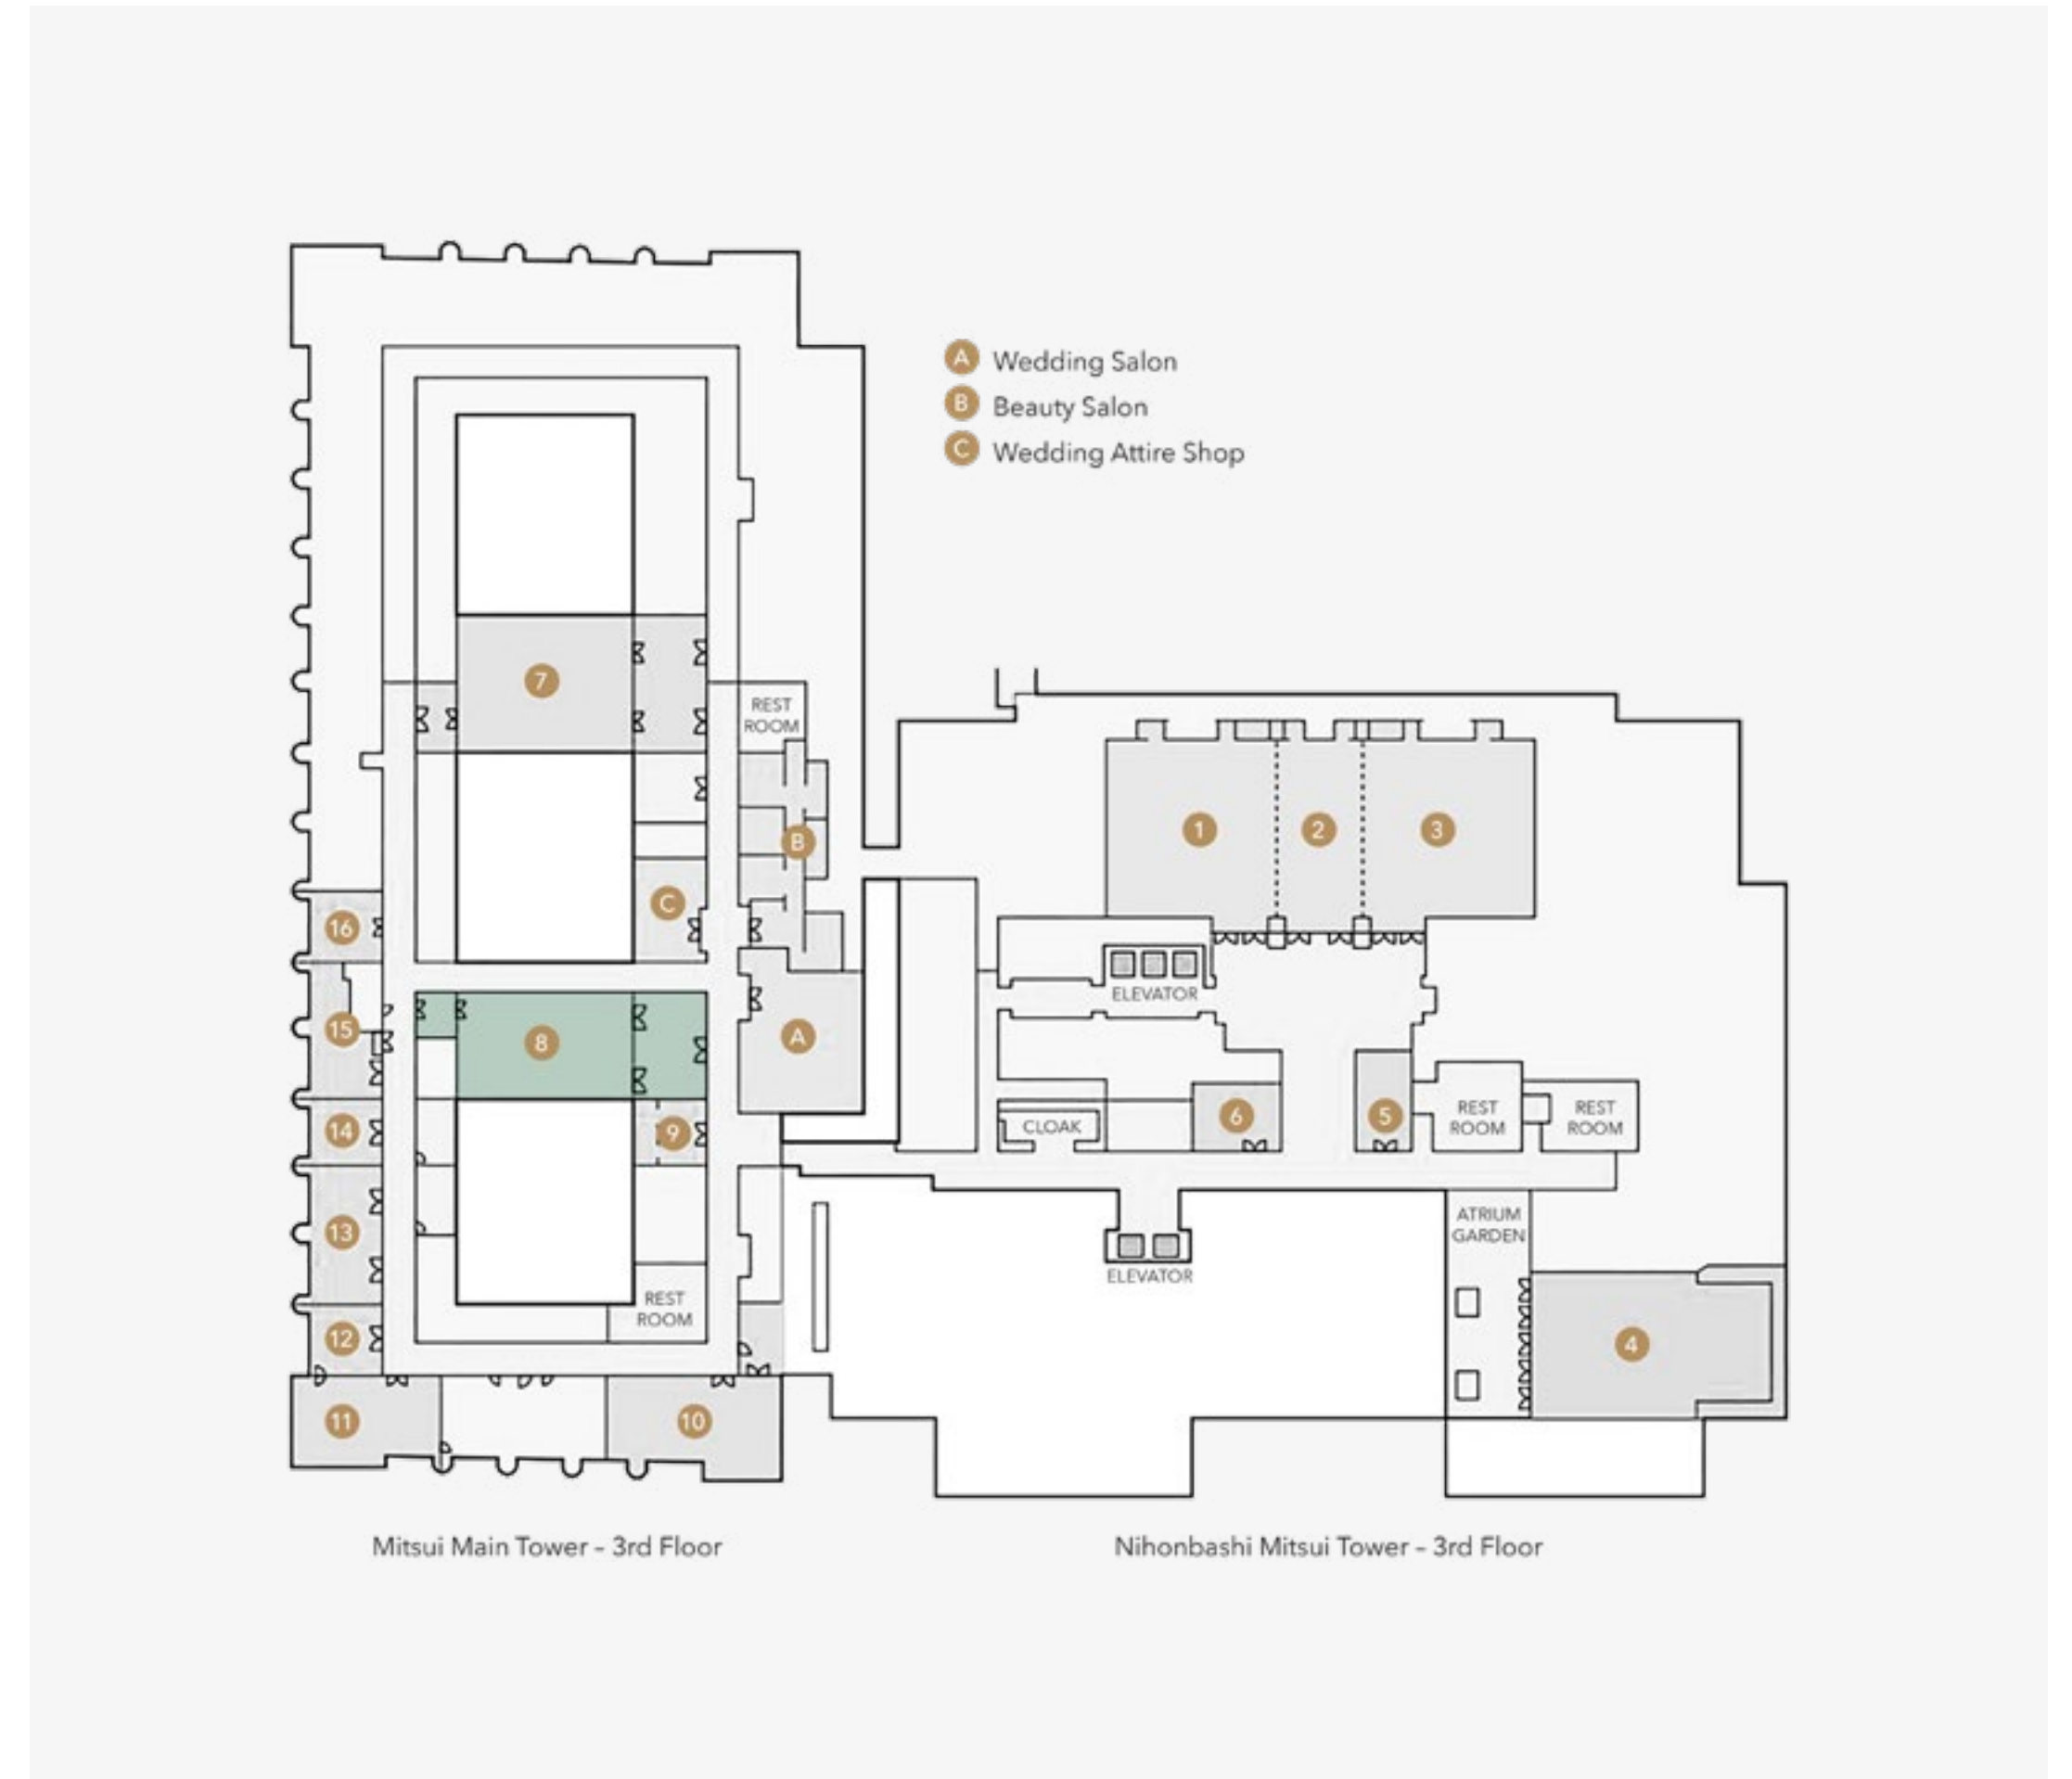 A Wedding Salon
B Beauty Salon
C Wedding Attire Shop
7
REST
ROOM
1
2
3
B
C
16
ELEVATOR
15
8
A
14
9
CLOAK
6
5
REST
ROOM
REST
ROOM
13
ATRIUM
GARDEN
ELEVATOR
REST
ROOM
12
4
11
10
Mitsui Main Tower – 3rd Floor
Nihonbashi Mitsui Tower – 3rd Floor